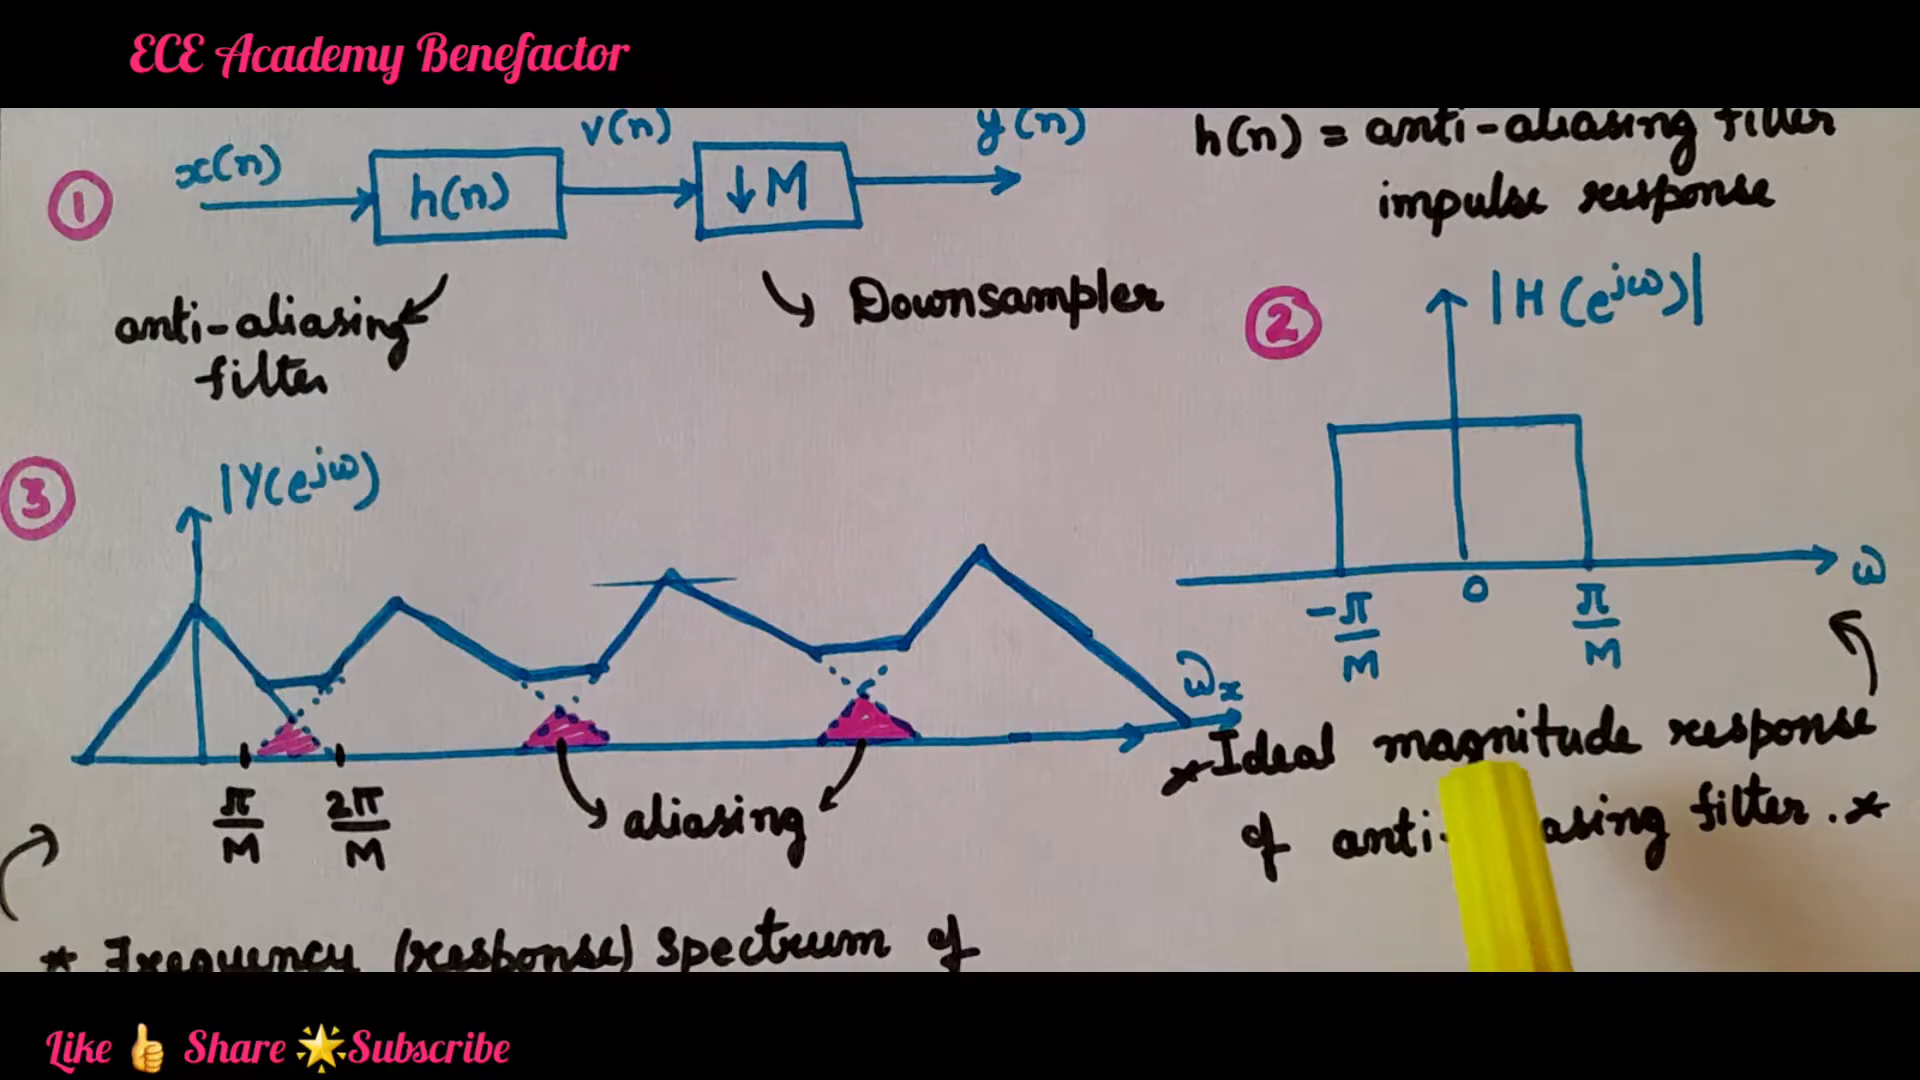 ECE Academy Benefactor
① x(n) h(n) v(n) ↓M y(n)
h(n) = anti-aliasing filter
impulse response
anti-aliasing
filter
Downsampler
② |H(e^jω)|
-π/M 0 π/M ω
③ |Y(e^jω)
π/M 2π/M ωx
aliasing
* Ideal magnitude response
of anti- asing filter. *
* Frequency (response) spectrum of
Like 👍 Share 🌟Subscribe